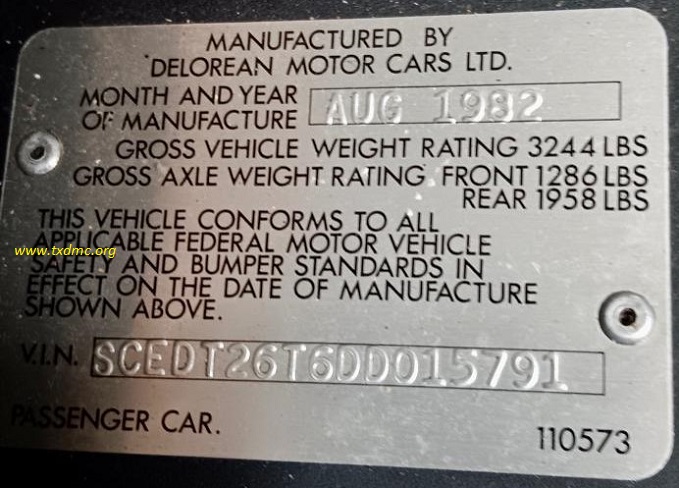 MANUFACTURED BY
DELOREAN MOTOR CARS LTD.
MONTH AND YEAR
OF MANUFACTURE AUG 1982
GROSS VEHICLE WEIGHT RATING 3244 LBS
GROSS AXLE WEIGHT RATING FRONT 1286 LBS
REAR 1958 LBS
THIS VEHICLE CONFORMS TO ALL
APPLICABLE FEDERAL MOTOR VEHICLE
www.txdmc.org
SAFETY AND BUMPER STANDARDS IN
EFFECT ON THE DATE OF MANUFACTURE
SHOWN ABOVE.
V.I.N. SCEDT26T6DD015791
PASSENGER CAR. 110573